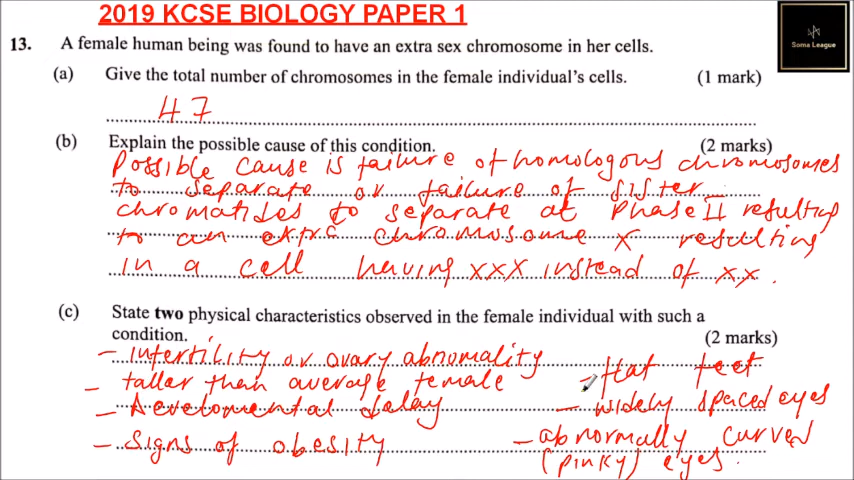 2019 KCSE BIOLOGY PAPER 1
Soma League
13. A female human being was found to have an extra sex chromosome in her cells.
(a) Give the total number of chromosomes in the female individual's cells. (1 mark)
47
(b) Explain the possible cause of this condition. (2 marks)
Possible cause is failure of homologous chromosomes
to separate or failure of sister
chromatides to separate at Phase II resulting
to an extra chromosome X resulting
in a cell having XXX instead of XX.
(c) State two physical characteristics observed in the female individual with such a
condition. (2 marks)
- Infertility or ovary abnomality
- taller than average female
- Develomental delay
- Signs of obesity
- flat feet
- widely spaced eyes
- abnormally curved
(pinky) eyes.